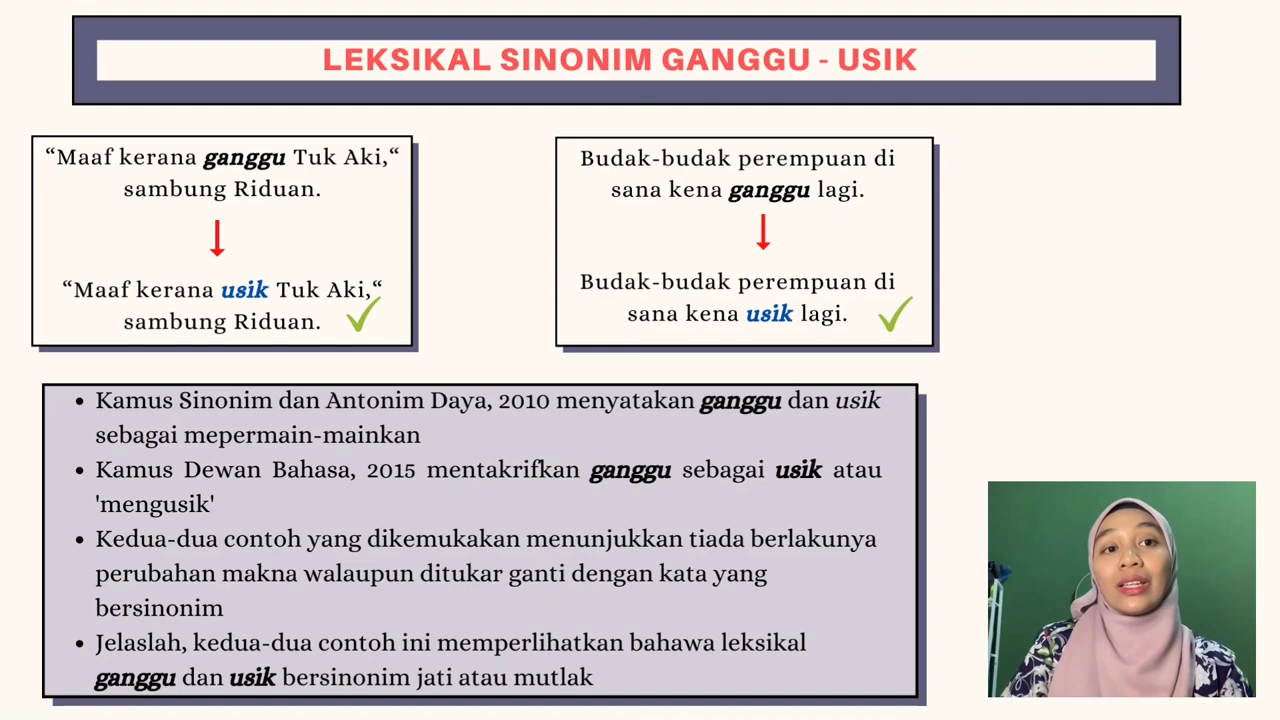 LEKSIKAL SINONIM GANGGU - USIK
“Maaf kerana ganggu Tuk Aki,“
sambung Riduan.
“Maaf kerana usik Tuk Aki,“
sambung Riduan.
Budak-budak perempuan di
sana kena ganggu lagi.
Budak-budak perempuan di
sana kena usik lagi.
• Kamus Sinonim dan Antonim Daya, 2010 menyatakan ganggu dan usik
sebagai mepermain-mainkan
• Kamus Dewan Bahasa, 2015 mentakrifkan ganggu sebagai usik atau
'mengusik'
• Kedua-dua contoh yang dikemukakan menunjukkan tiada berlakunya
perubahan makna walaupun ditukar ganti dengan kata yang
bersinonim
• Jelaslah, kedua-dua contoh ini memperlihatkan bahawa leksikal
ganggu dan usik bersinonim jati atau mutlak